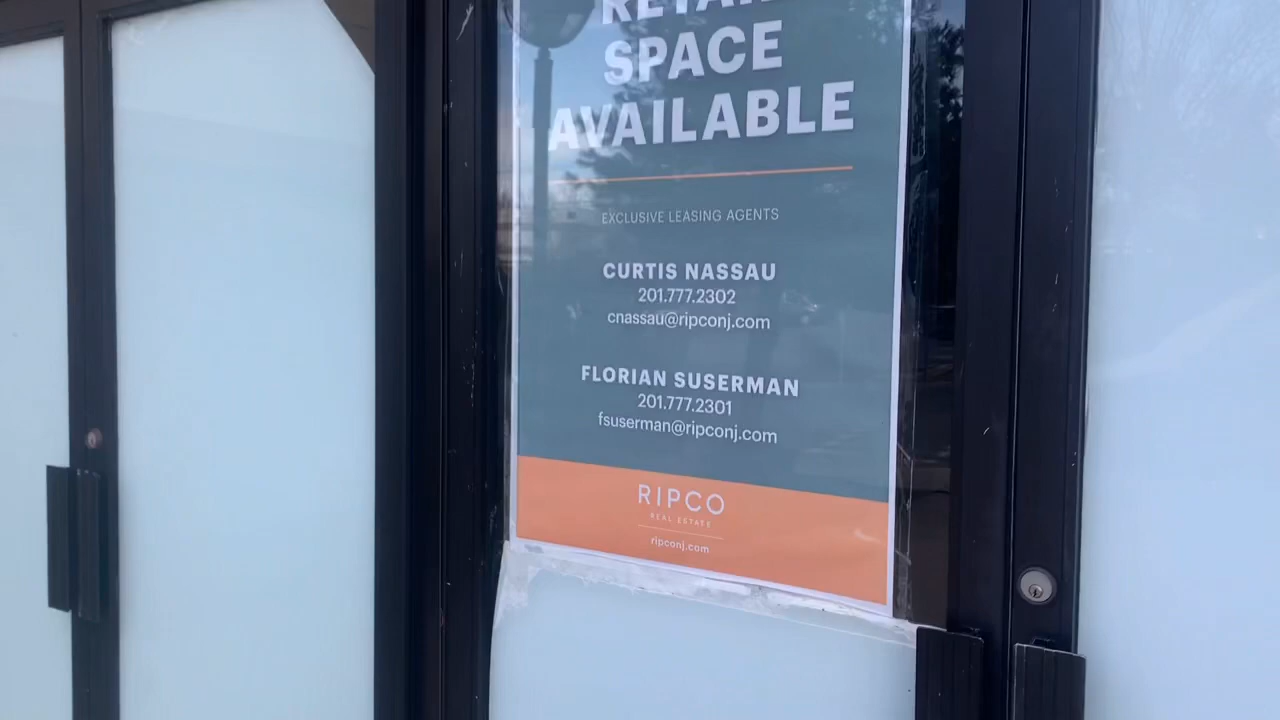 RETAIL
SPACE
AVAILABLE
EXCLUSIVE LEASING AGENTS
CURTIS NASSAU
201.777.2302
cnassau@ripconj.com
FLORIAN SUSERMAN
201.777.2301
fsuserman@ripconj.com
RIPCO
REAL ESTATE
ripconj.com